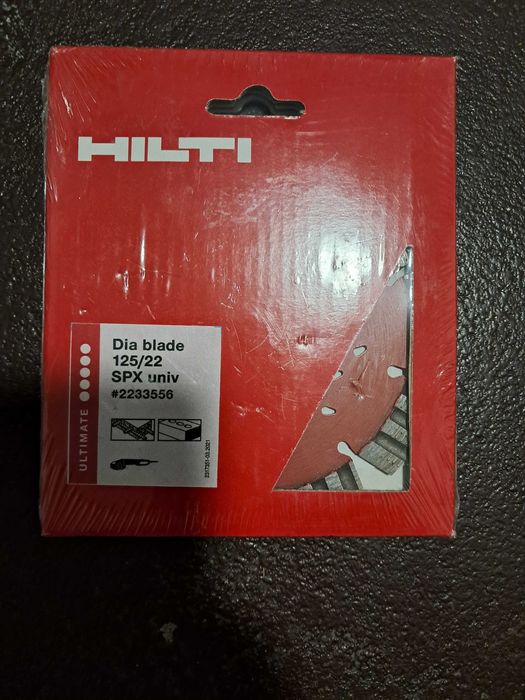 HILTI
Dia blade
125/22
SPX univ
#2233556
ULTIMATE